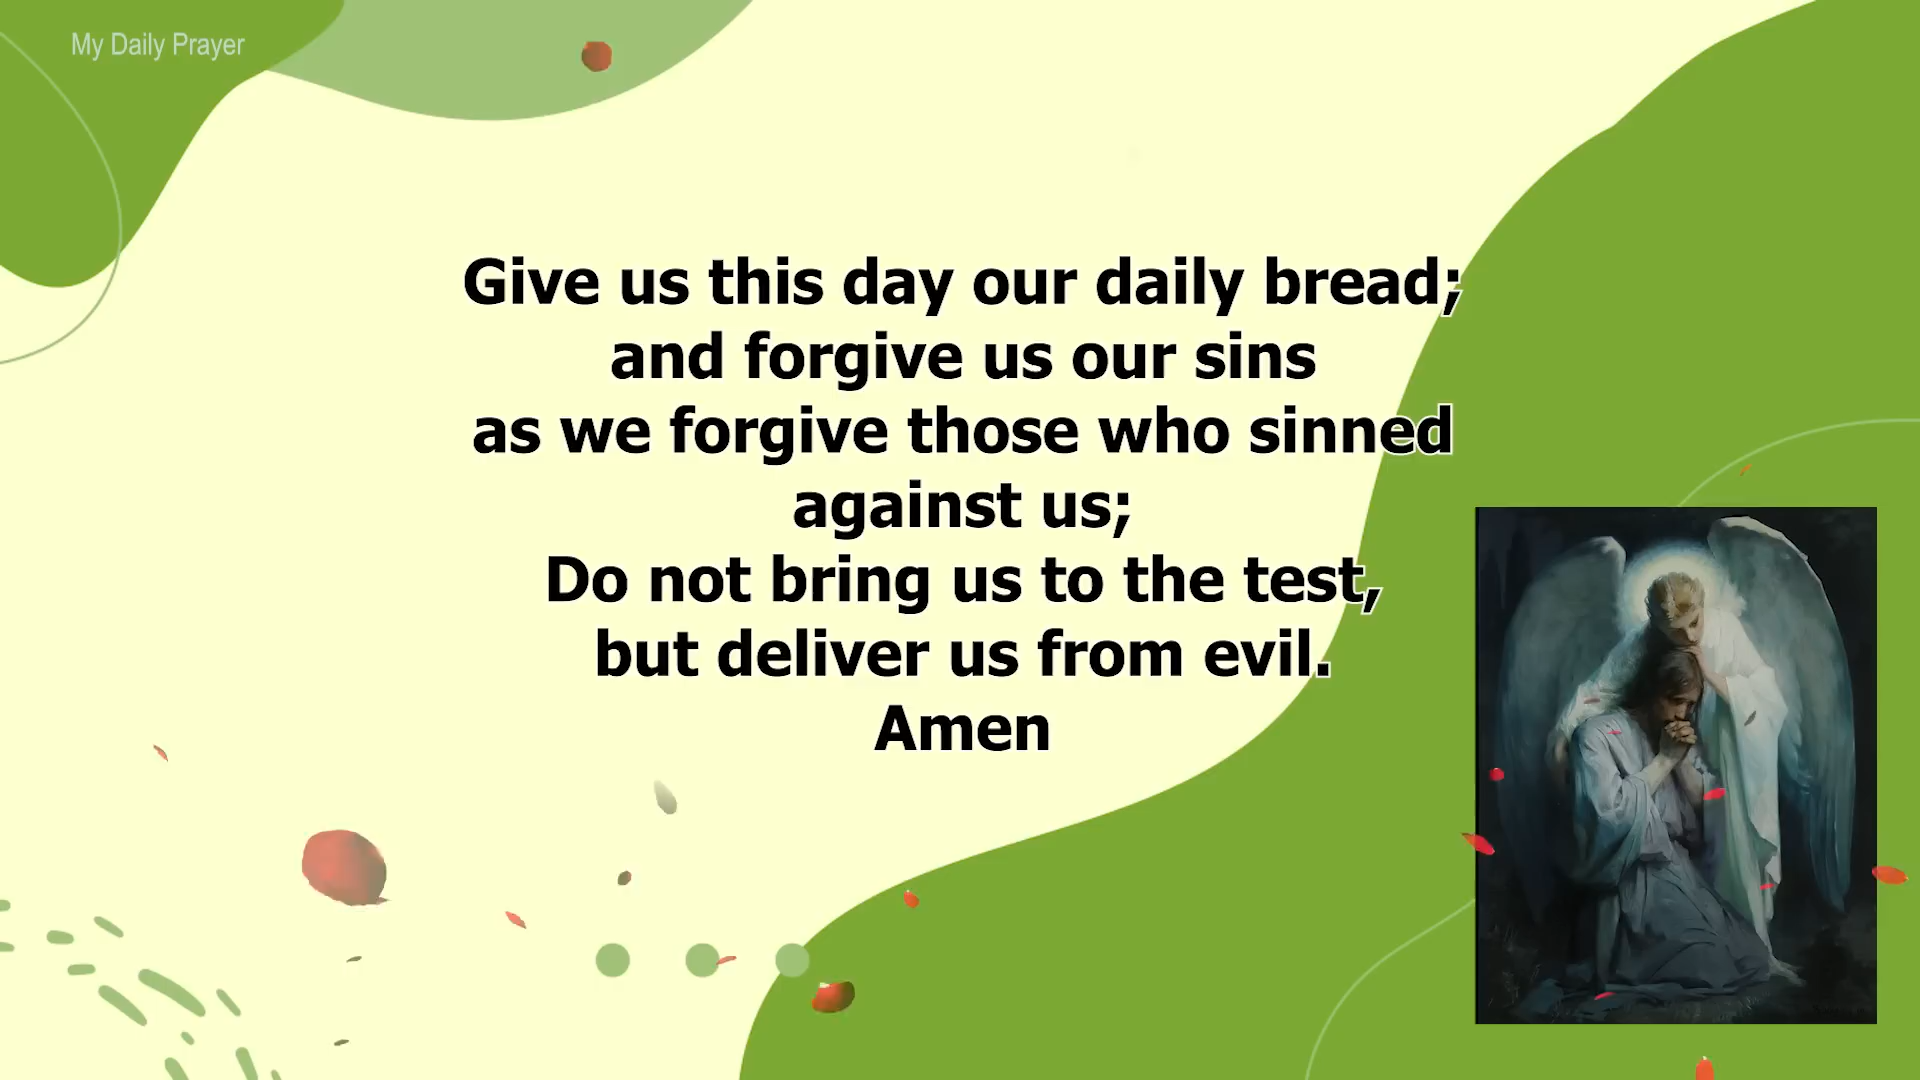 My Daily Prayer
Give us this day our daily bread;
and forgive us our sins
as we forgive those who sinned
against us;
Do not bring us to the test,
but deliver us from evil.
Amen